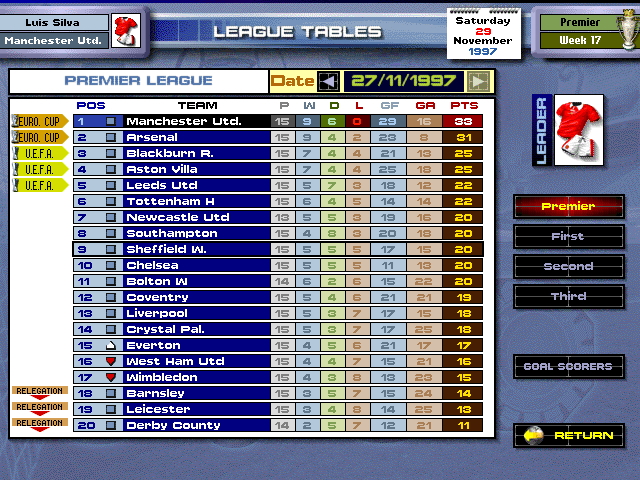 Luis Silva
Manchester Utd.
LEAGUE TABLES
Saturday
29
November
1997
Premier
Week 17
PREMIER LEAGUE
Date
27/11/1997
POS TEAM P W D L GF GA PTS
EURO. CUP 1 Manchester Utd. 15 9 6 0 29 16 33
EURO. CUP 2 Arsenal 15 9 4 2 23 8 31
U.E.F.A. 3 Blackburn R. 15 7 4 4 21 13 25
U.E.F.A. 4 Aston Villa 15 7 4 4 25 18 25
U.E.F.A. 5 Leeds Utd 15 5 7 3 18 12 22
6 Tottenham H 15 6 4 5 14 14 22
7 Newcastle Utd 13 5 5 3 19 16 20
8 Southampton 15 4 8 3 20 18 20
9 Sheffield W. 15 5 5 5 17 15 20
10 Chelsea 15 5 5 5 11 13 20
11 Bolton W 14 6 2 6 15 22 20
12 Coventry 15 5 4 6 21 21 19
13 Liverpool 15 5 3 7 17 15 18
14 Crystal Pal. 15 5 3 7 17 25 18
15 Everton 15 4 5 6 21 17 17
16 West Ham Utd 15 4 4 7 15 21 16
17 Wimbledon 15 4 3 8 13 23 15
RELEGATION 18 Barnsley 15 3 5 7 15 24 14
RELEGATION 19 Leicester 15 3 4 8 14 25 13
RELEGATION 20 Derby County 14 2 5 7 12 21 11
LEADER
Premier
First
Second
Third
GOAL SCORERS
RETURN